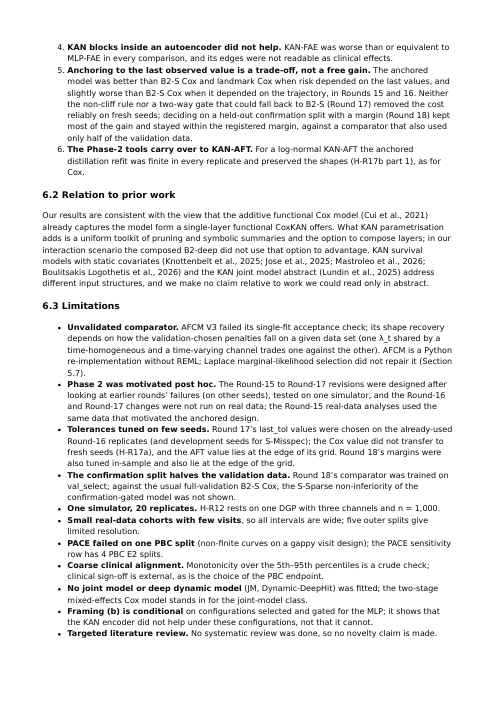 4. KAN blocks inside an autoencoder did not help. KAN-FAE was worse than or equivalent to
MLP-FAE in every comparison, and its edges were not readable as clinical effects.
5. Anchoring to the last observed value is a trade-off, not a free gain. The anchored
model was better than B2-S Cox and landmark Cox when risk depended on the last values, and
slightly worse than B2-S Cox when it depended on the trajectory, in Rounds 15 and 16. Neither
the non-cliff rule nor a two-way gate that could fall back to B2-S (Round 17) removed the cost
reliably on fresh seeds; deciding on a held-out confirmation split with a margin (Round 18) kept
most of the gain and stayed within the registered margin, against a comparator that also used
only half of the validation data.
6. The Phase-2 tools carry over to KAN-AFT. For a log-normal KAN-AFT the anchored
distillation refit was finite in every replicate and preserved the shapes (H-R17b part 1), as for
Cox.
6.2 Relation to prior work
Our results are consistent with the view that the additive functional Cox model (Cui et al., 2021)
already captures the model form a single-layer functional CoxKAN offers. What KAN parametrisation
adds is a uniform toolkit of pruning and symbolic summaries and the option to compose layers; in our
interaction scenario the composed B2-deep did not use that option to advantage. KAN survival
models with static covariates (Knottenbelt et al., 2025; Jose et al., 2025; Mastroleo et al., 2026;
Boulitsakis Logothetis et al., 2026) and the KAN joint model abstract (Lundin et al., 2025) address
different input structures, and we make no claim relative to work we could read only in abstract.
6.3 Limitations
• Unvalidated comparator. AFCM V3 failed its single-fit acceptance check; its shape recovery
depends on how the validation-chosen penalties fall on a given data set (one λ_t shared by a
time-homogeneous and a time-varying channel trades one against the other). AFCM is a Python
re-implementation without REML; Laplace marginal-likelihood selection did not repair it (Section
5.7).
• Phase 2 was motivated post hoc. The Round-15 to Round-17 revisions were designed after
looking at earlier rounds' failures (on other seeds), tested on one simulator, and the Round-16
and Round-17 changes were not run on real data; the Round-15 real-data analyses used the
same data that motivated the anchored design.
• Tolerances tuned on few seeds. Round 17's last_tol values were chosen on the already-used
Round-16 replicates (and development seeds for S-Misspec); the Cox value did not transfer to
fresh seeds (H-R17a), and the AFT value lies at the edge of its grid. Round 18's margins were
also tuned in-sample and also lie at the edge of the grid.
• The confirmation split halves the validation data. Round 18's comparator was trained on
val_select; against the usual full-validation B2-S Cox, the S-Sparse non-inferiority of the
confirmation-gated model was not shown.
• One simulator, 20 replicates. H-R12 rests on one DGP with three channels and n = 1,000.
• Small real-data cohorts with few visits, so all intervals are wide; five outer splits give
limited resolution.
• PACE failed on one PBC split (non-finite curves on a gappy visit design); the PACE sensitivity
row has 4 PBC E2 splits.
• Coarse clinical alignment. Monotonicity over the 5th–95th percentiles is a crude check;
clinical sign-off is external, as is the choice of the PBC endpoint.
• No joint model or deep dynamic model (JM, Dynamic-DeepHit) was fitted; the two-stage
mixed-effects Cox model stands in for the joint-model class.
• Framing (b) is conditional on configurations selected and gated for the MLP; it shows that
the KAN encoder did not help under these configurations, not that it cannot.
• Targeted literature review. No systematic review was done, so no novelty claim is made.